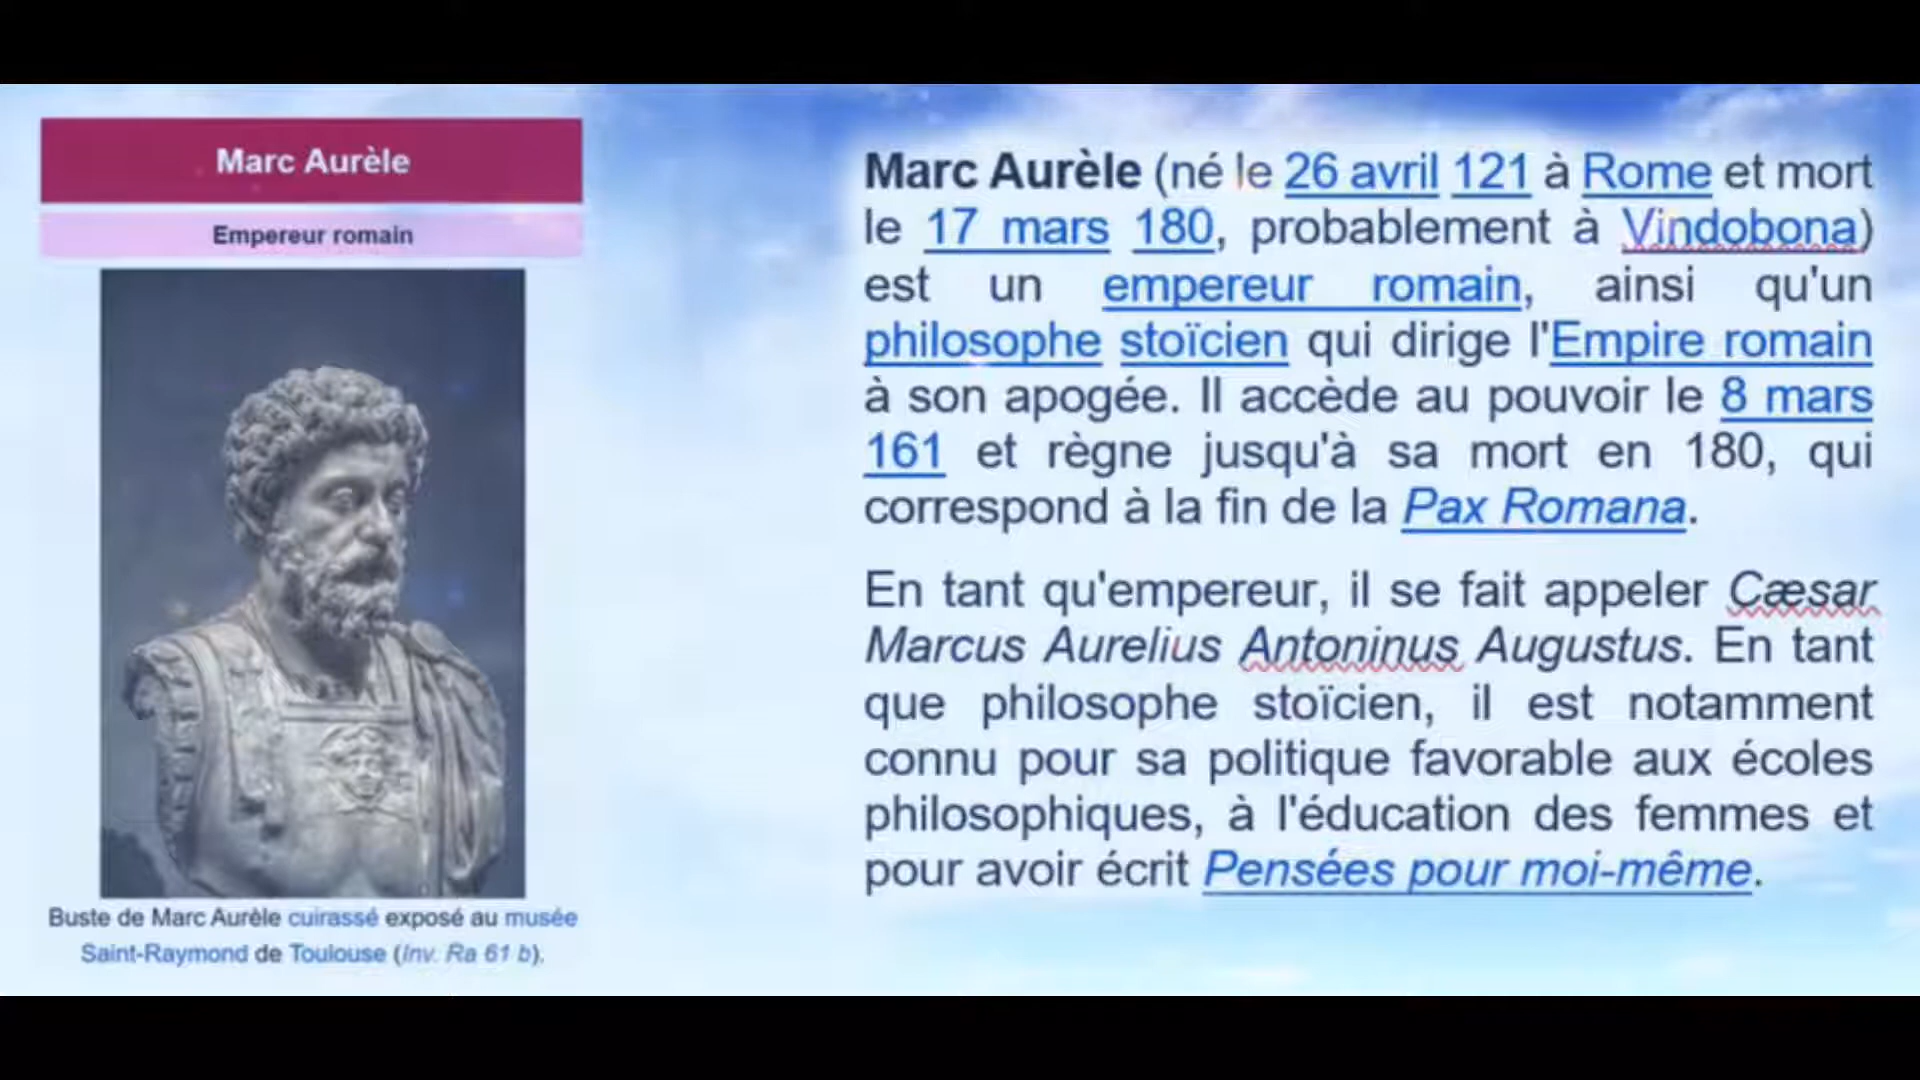 Marc Aurèle
Empereur romain
Buste de Marc Aurèle cuirassé exposé au musée
Saint-Raymond de Toulouse (Inv. Ra 61 b).
Marc Aurèle (né le 26 avril 121 à Rome et mort
le 17 mars 180, probablement à Vindobona)
est un empereur romain, ainsi qu'un
philosophe stoïcien qui dirige l'Empire romain
à son apogée. Il accède au pouvoir le 8 mars
161 et règne jusqu'à sa mort en 180, qui
correspond à la fin de la Pax Romana.
En tant qu'empereur, il se fait appeler Cæsar
Marcus Aurelius Antoninus Augustus. En tant
que philosophe stoïcien, il est notamment
connu pour sa politique favorable aux écoles
philosophiques, à l'éducation des femmes et
pour avoir écrit Pensées pour moi-même.